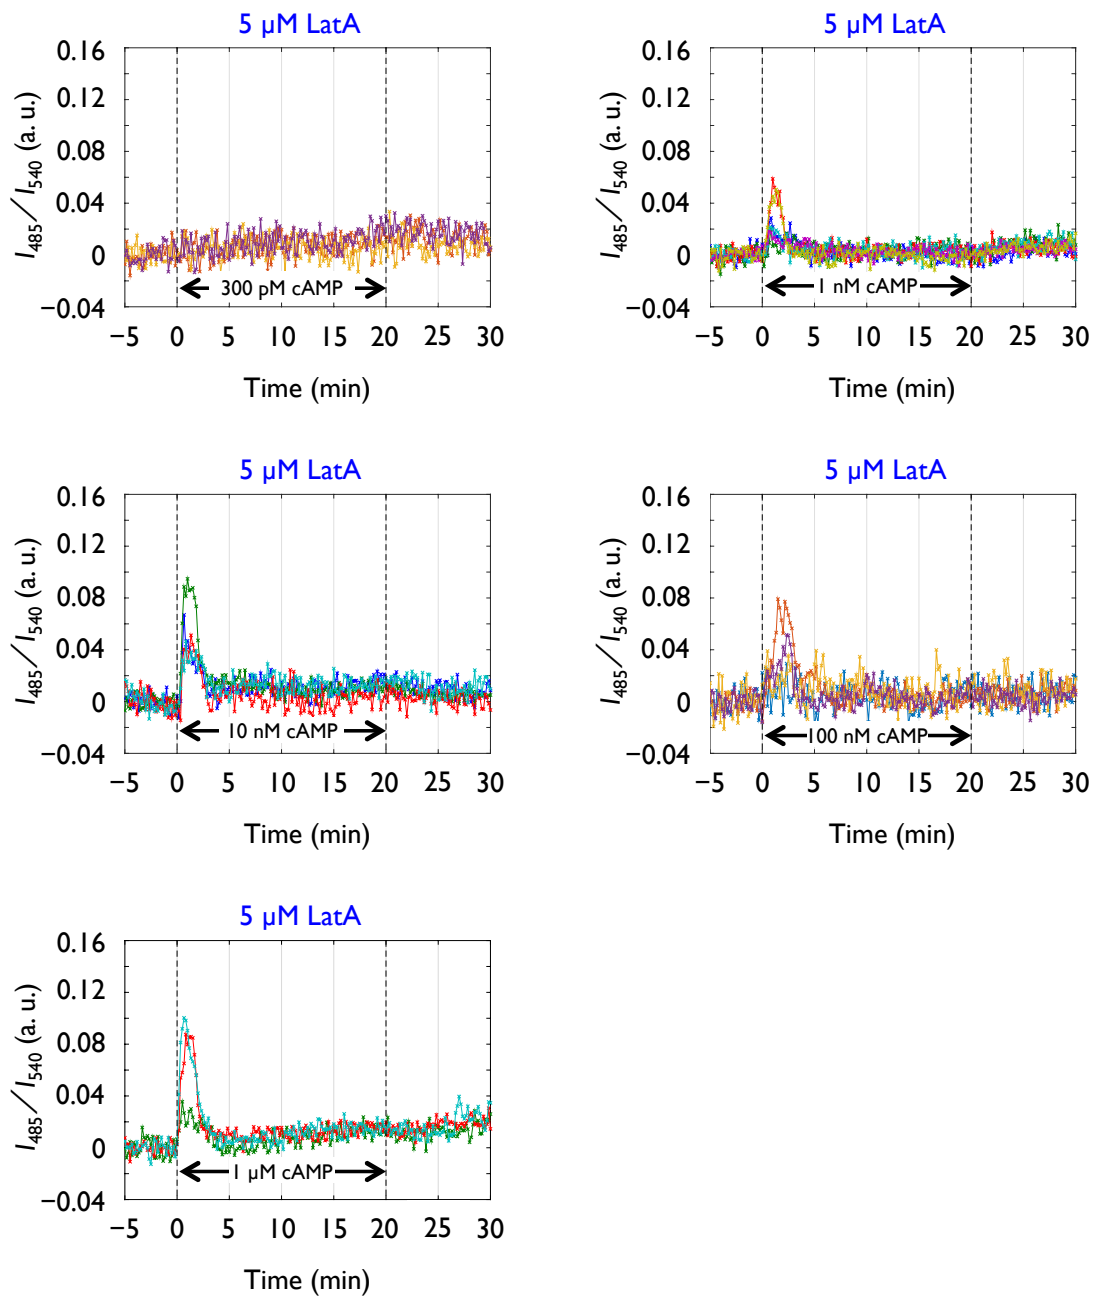 5 µM LatA
I485/I540 (a. u.)
0.16
0.12
0.08
0.04
0
−0.04
300 pM cAMP
−5 0 5 10 15 20 25 30
Time (min)
5 µM LatA
I485/I540 (a. u.)
0.16
0.12
0.08
0.04
0
−0.04
1 nM cAMP
−5 0 5 10 15 20 25 30
Time (min)
5 µM LatA
I485/I540 (a. u.)
0.16
0.12
0.08
0.04
0
−0.04
10 nM cAMP
−5 0 5 10 15 20 25 30
Time (min)
5 µM LatA
I485/I540 (a. u.)
0.16
0.12
0.08
0.04
0
−0.04
100 nM cAMP
−5 0 5 10 15 20 25 30
Time (min)
5 µM LatA
I485/I540 (a. u.)
0.16
0.12
0.08
0.04
0
−0.04
1 µM cAMP
−5 0 5 10 15 20 25 30
Time (min)